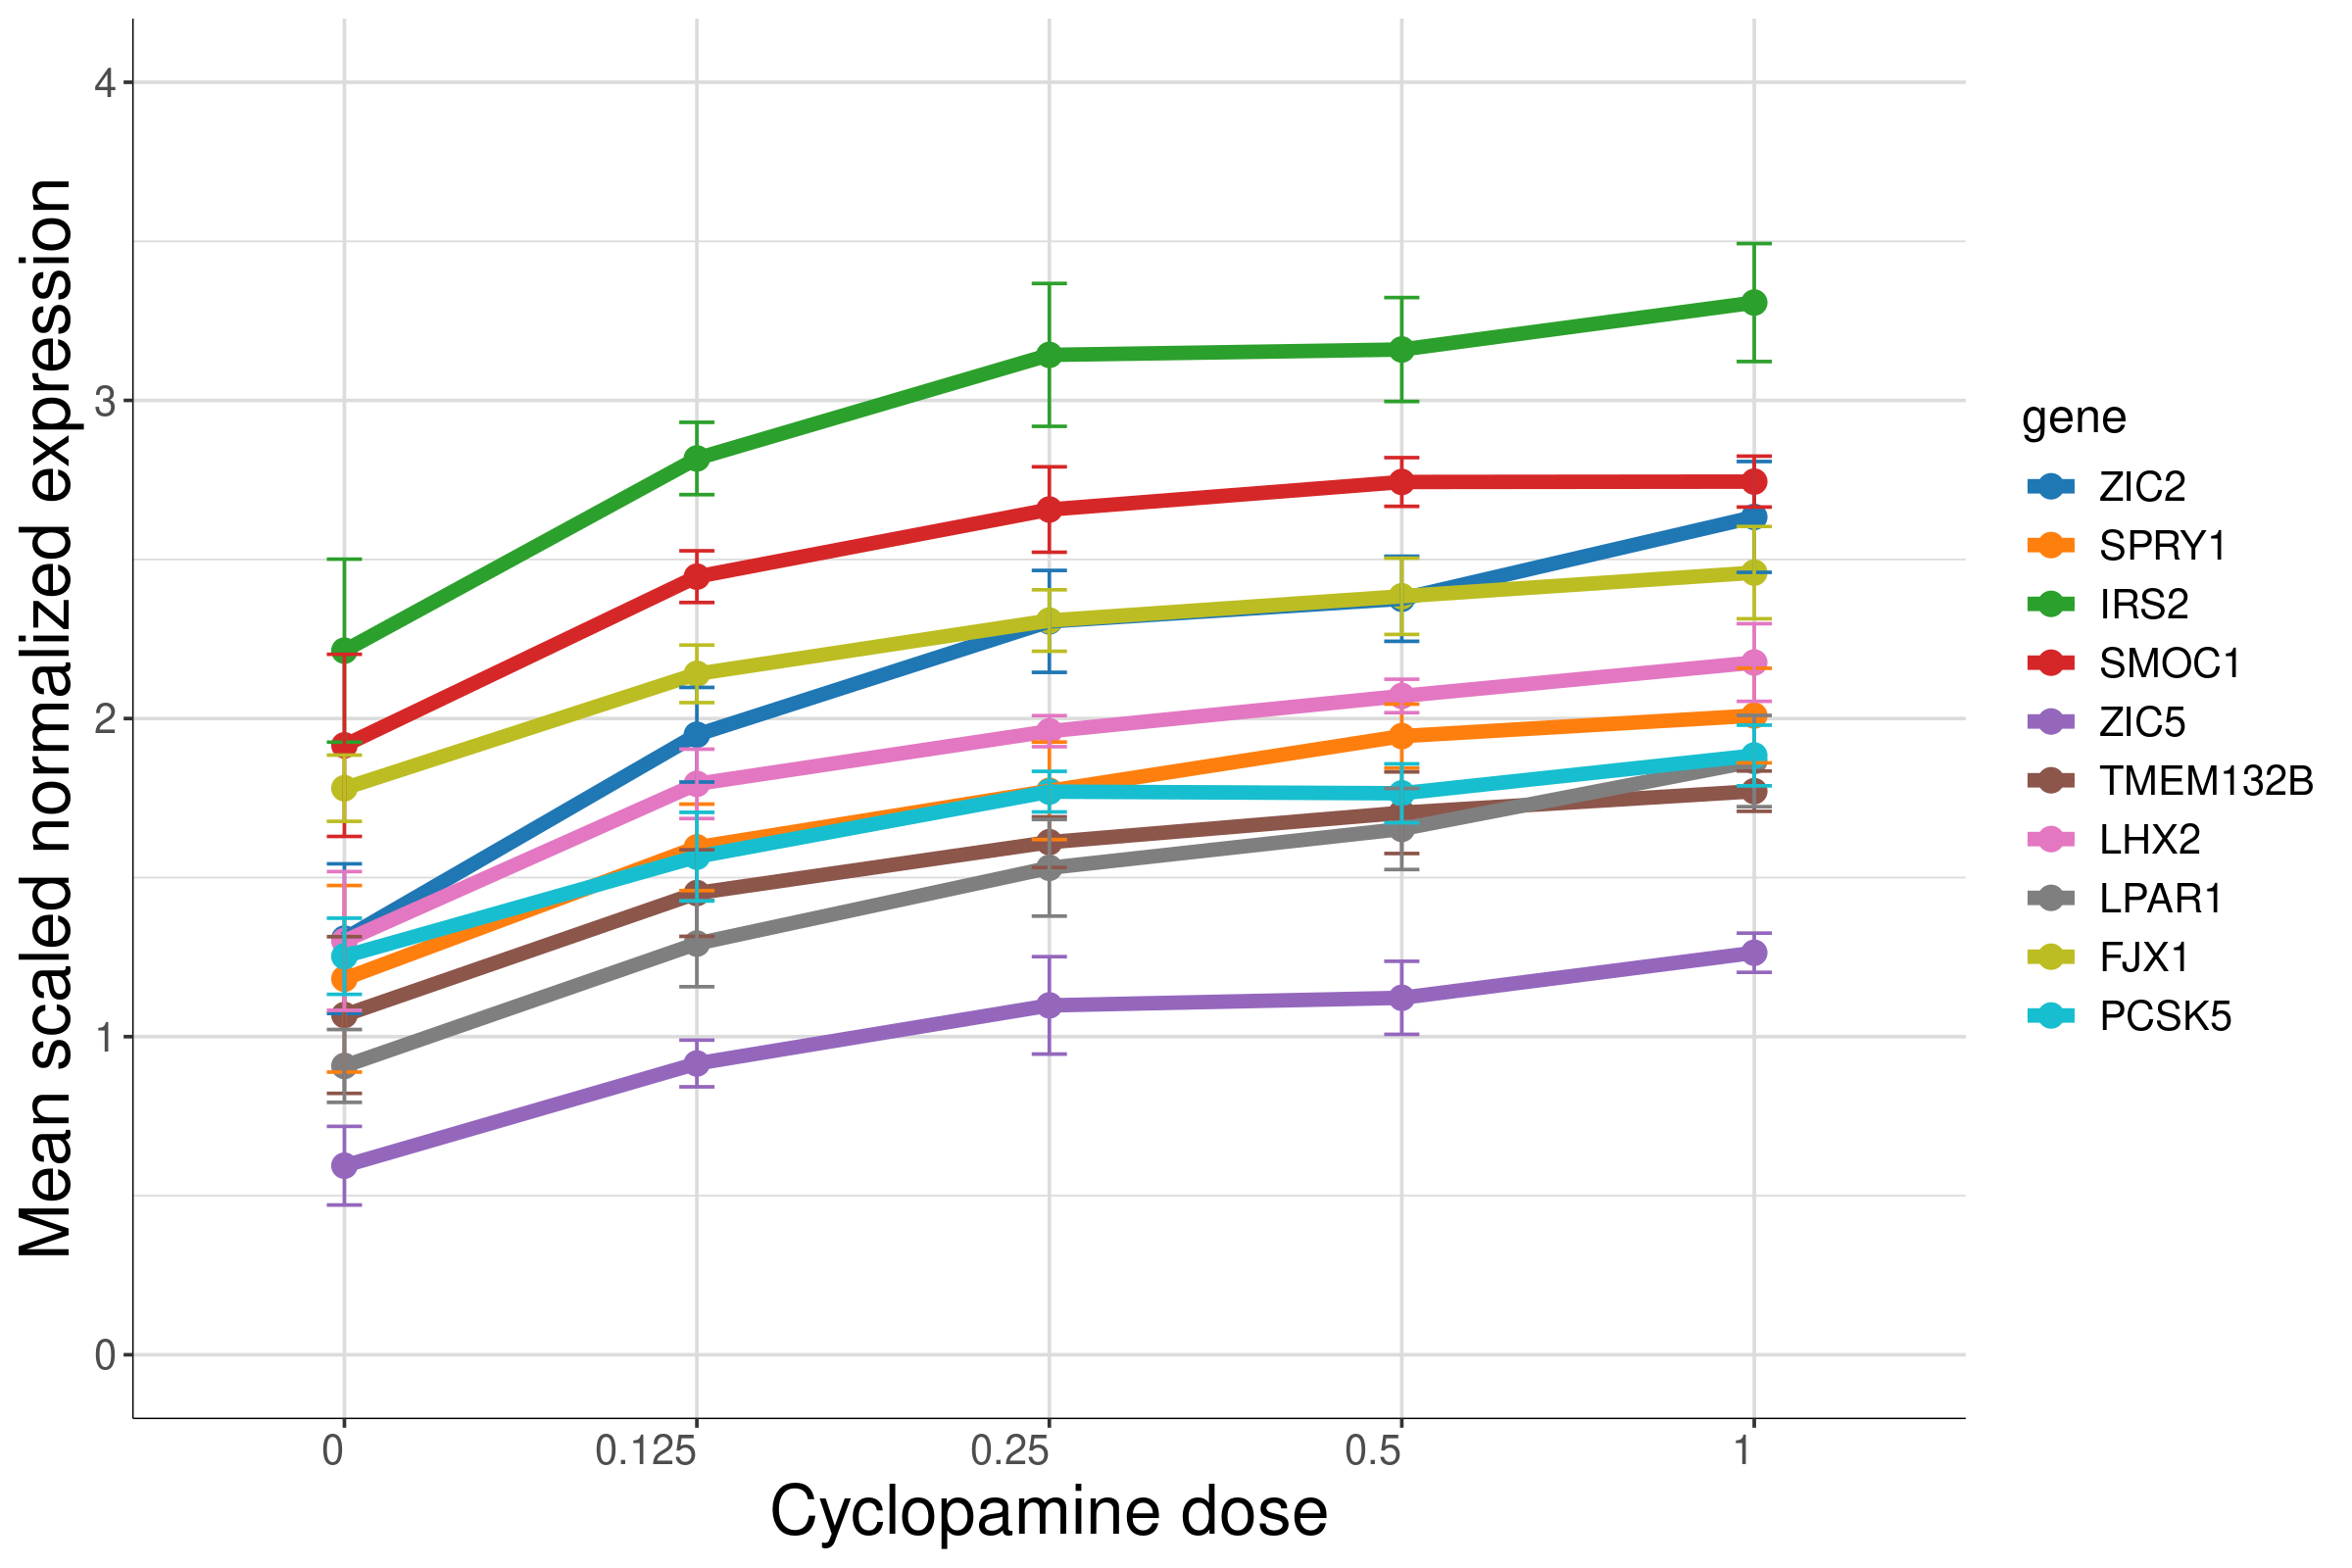 Mean scaled normalized expression
4
3
2
1
0
0
0.125
0.25
0.5
1
Cyclopamine dose
gene
ZIC2
SPRY1
IRS2
SMOC1
ZIC5
TMEM132B
LHX2
LPAR1
FJX1
PCSK5